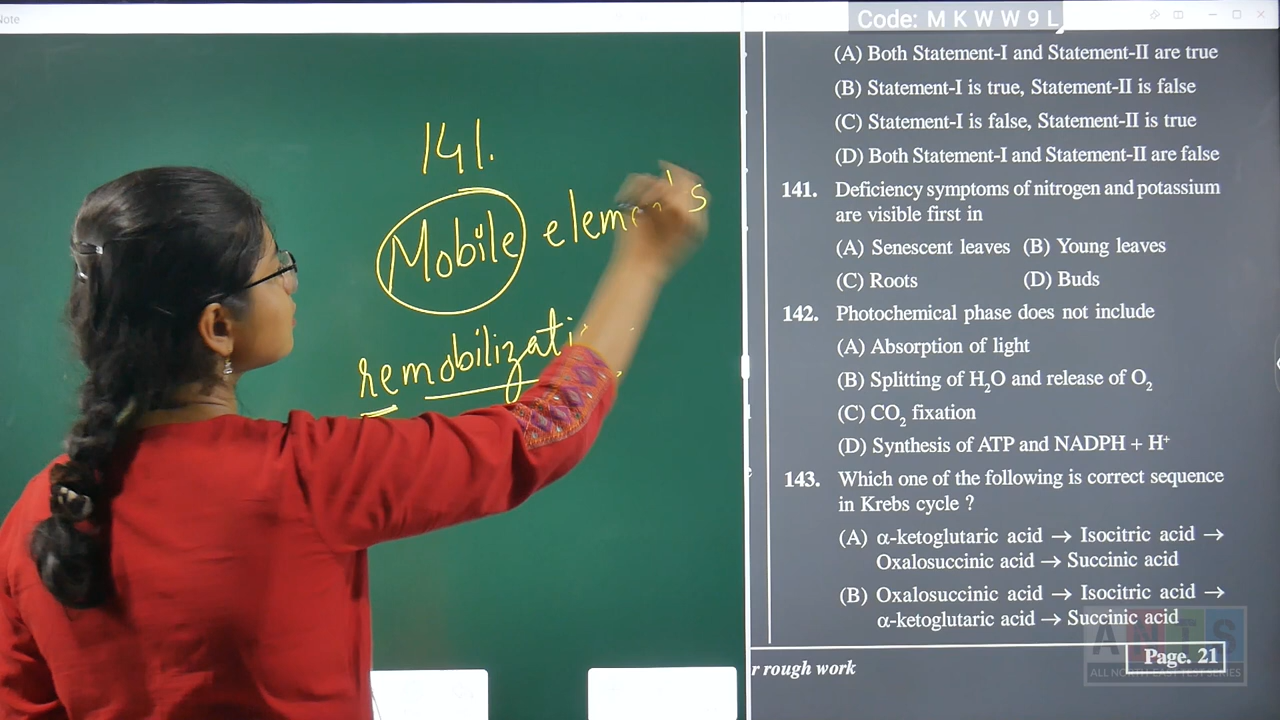 Note
Code: M K W W 9 L
141.
Mobile elements
remobilizati
(A) Both Statement-I and Statement-II are true
(B) Statement-I is true, Statement-II is false
(C) Statement-I is false, Statement-II is true
(D) Both Statement-I and Statement-II are false
141. Deficiency symptoms of nitrogen and potassium
are visible first in
(A) Senescent leaves (B) Young leaves
(C) Roots (D) Buds
142. Photochemical phase does not include
(A) Absorption of light
(B) Splitting of H₂O and release of O₂
(C) CO₂ fixation
(D) Synthesis of ATP and NADPH + H⁺
143. Which one of the following is correct sequence
in Krebs cycle ?
(A) α-ketoglutaric acid → Isocitric acid →
Oxalosuccinic acid → Succinic acid
(B) Oxalosuccinic acid → Isocitric acid →
α-ketoglutaric acid → Succinic acid
r rough work
Page. 21
ANTS
ALL NORTH EAST TEST SERIES